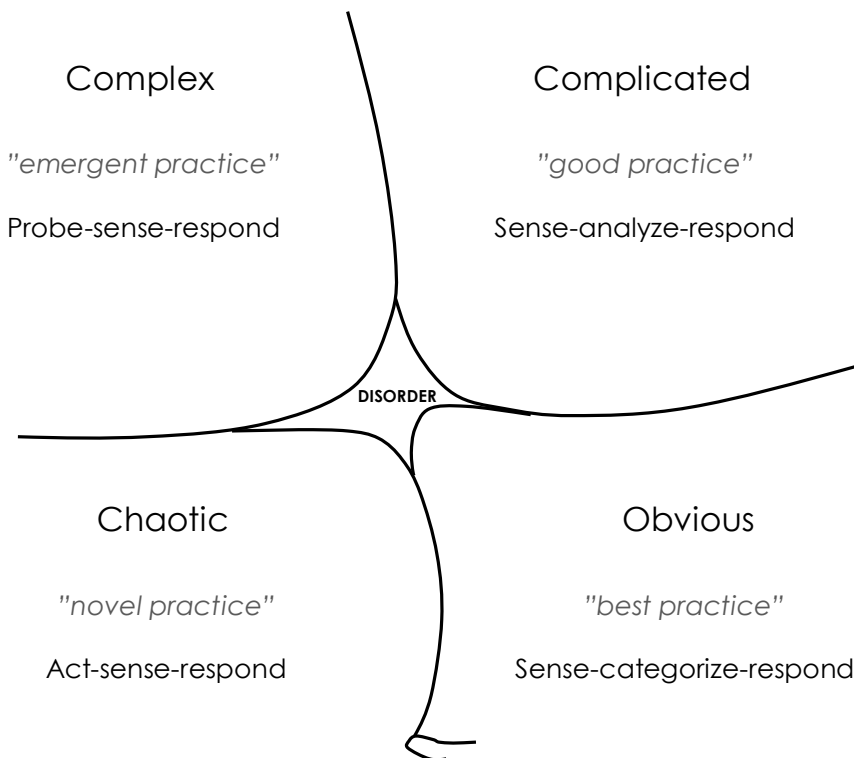 Complex
”emergent practice”
Probe-sense-respond
Complicated
”good practice”
Sense-analyze-respond
DISORDER
Chaotic
”novel practice”
Act-sense-respond
Obvious
”best practice”
Sense-categorize-respond